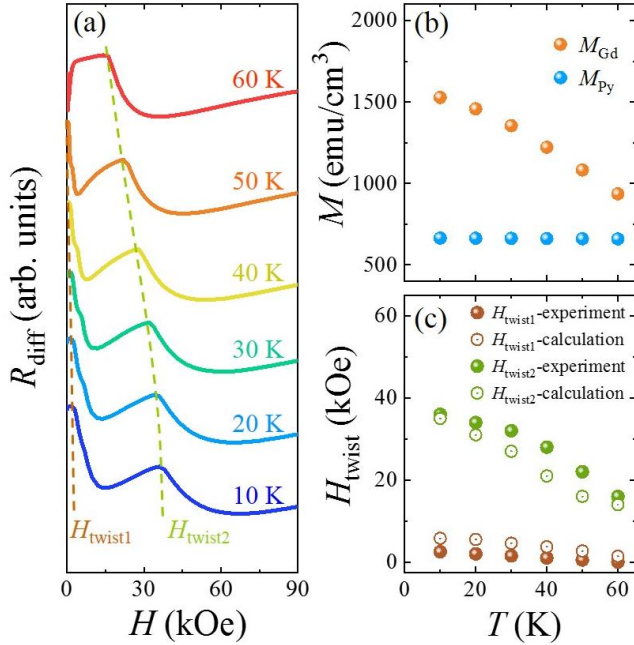 (a)
60 K
50 K
40 K
30 K
20 K
10 K
H_twist1
H_twist2
R_diff (arb. units)
0 30 60 90
H (kOe)
(b)
M_Gd
M_Py
2000
1500
1000
500
M (emu/cm³)
(c)
H_twist1-experiment
H_twist1-calculation
H_twist2-experiment
H_twist2-calculation
60
40
20
0
H_twist (kOe)
0 20 40 60
T (K)